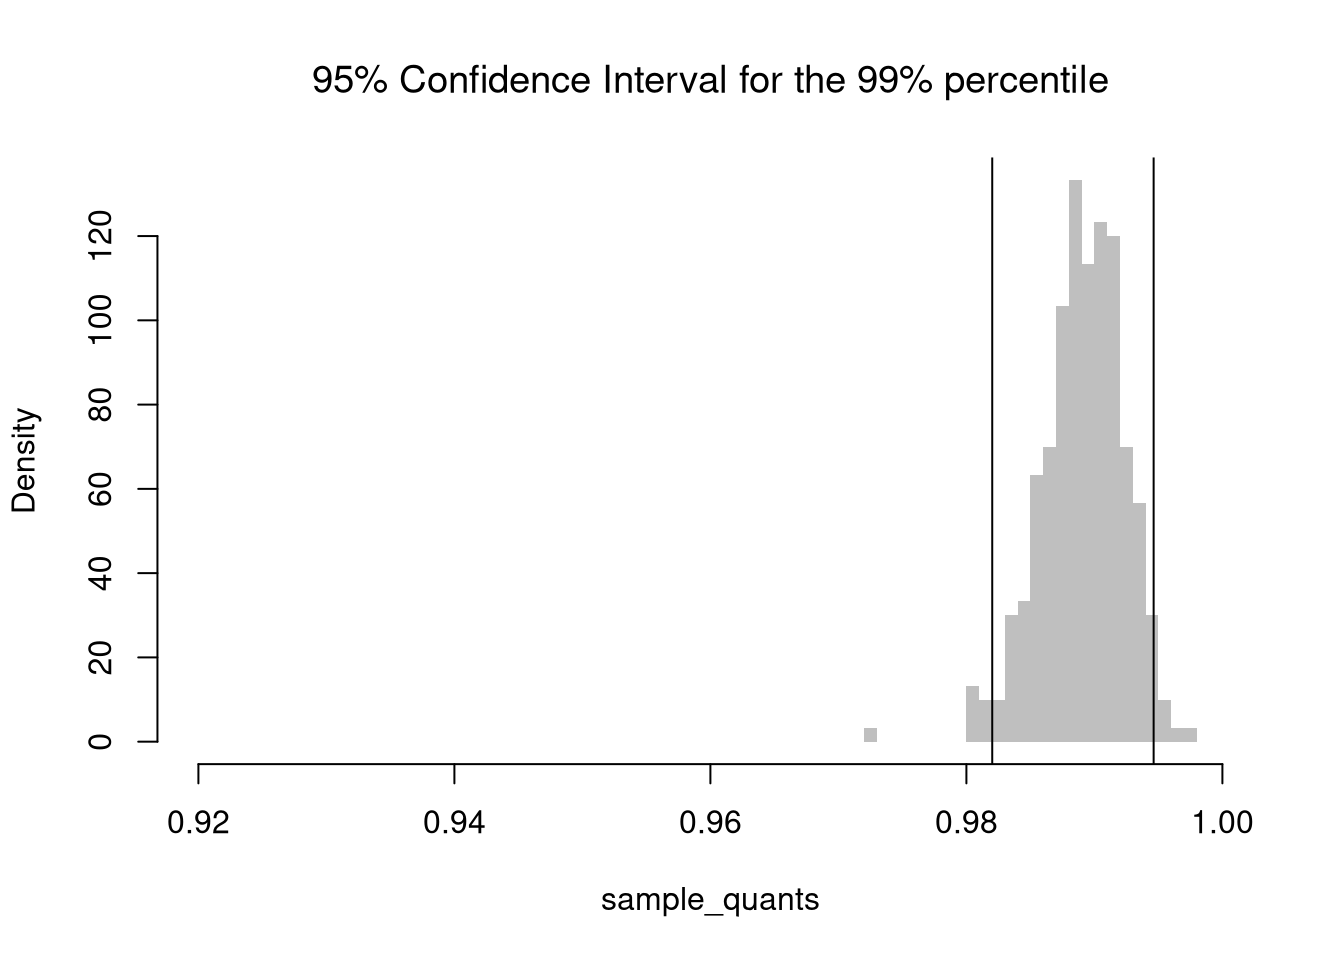 95% Confidence Interval for the 99% percentile
Density
120
100
80
60
40
20
0
0.92 0.94 0.96 0.98 1.00
sample_quants